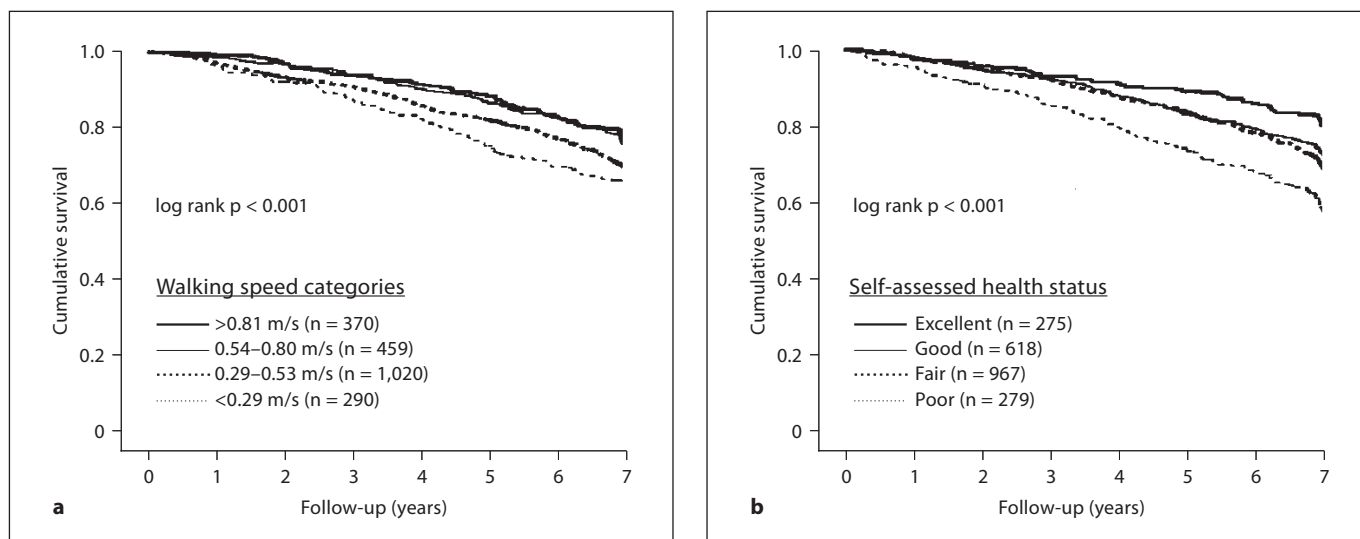 1.0
0.8
0.6
0.4
0.2
0
Cumulative survival
log rank p < 0.001
Walking speed categories
>0.81 m/s (n = 370)
0.54–0.80 m/s (n = 459)
0.29–0.53 m/s (n = 1,020)
<0.29 m/s (n = 290)
0 1 2 3 4 5 6 7
Follow-up (years)
a
1.0
0.8
0.6
0.4
0.2
0
Cumulative survival
log rank p < 0.001
Self-assessed health status
Excellent (n = 275)
Good (n = 618)
Fair (n = 967)
Poor (n = 279)
0 1 2 3 4 5 6 7
Follow-up (years)
b